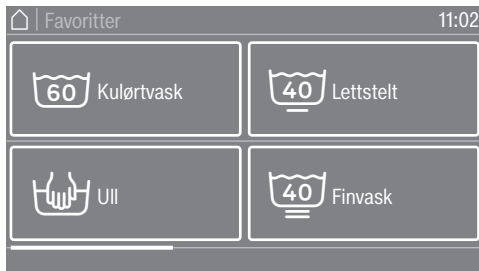 Favoritter 11:02
60 Kulørtvask
40 Lettstelt
Ull
40 Finvask